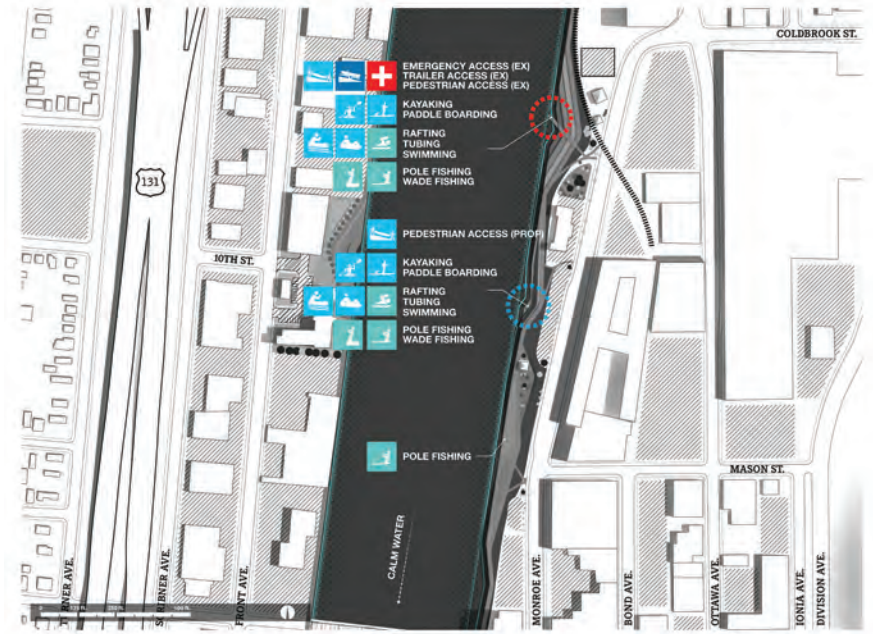 COLDBROOK ST.
EMERGENCY ACCESS (EX)
TRAILER ACCESS (EX)
PEDESTRIAN ACCESS (EX)
KAYAKING
PADDLE BOARDING
RAFTING
TUBING
SWIMMING
POLE FISHING
WADE FISHING
131
PEDESTRIAN ACCESS (PROP)
10TH ST.
KAYAKING
PADDLE BOARDING
RAFTING
TUBING
SWIMMING
POLE FISHING
WADE FISHING
POLE FISHING
MASON ST.
CALM WATER
TURNER AVE.
SCRIBNER AVE.
FRONT AVE.
MONROE AVE.
BOND AVE.
OTTAWA AVE.
IONIA AVE.
DIVISION AVE.